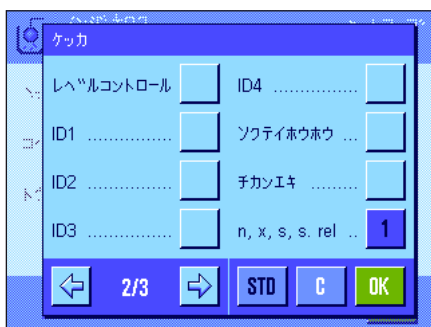 ケッカ
レベルコントロール
ID1 ................
ID2 ................
ID3 ................
ID4 ................
ソクテイホウホウ ...
チカンエキ .........
n, x, s, s. rel .. 1
2/3
STD
C
OK